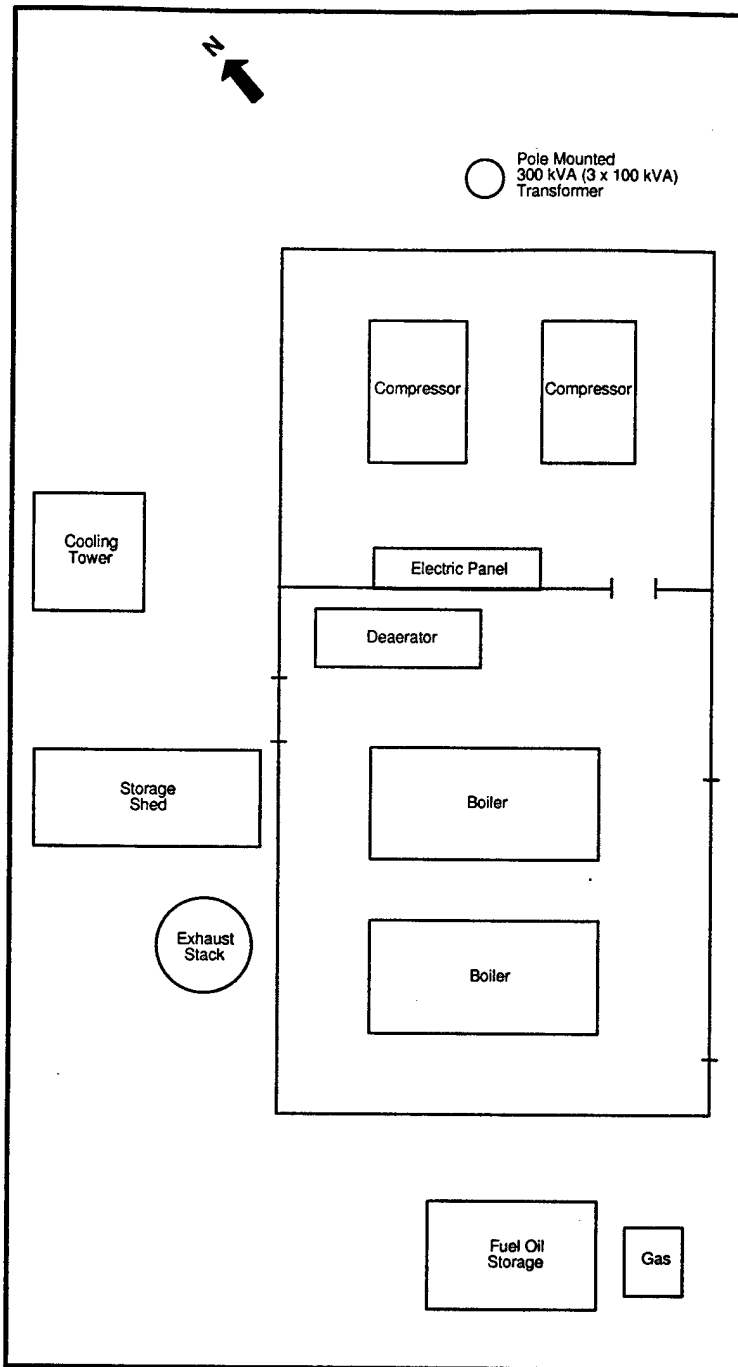 N
Pole Mounted
300 kVA (3 x 100 kVA)
Transformer
Compressor
Compressor
Cooling
Tower
Electric Panel
Deaerator
Storage
Shed
Boiler
Exhaust
Stack
Boiler
Fuel Oil
Storage
Gas